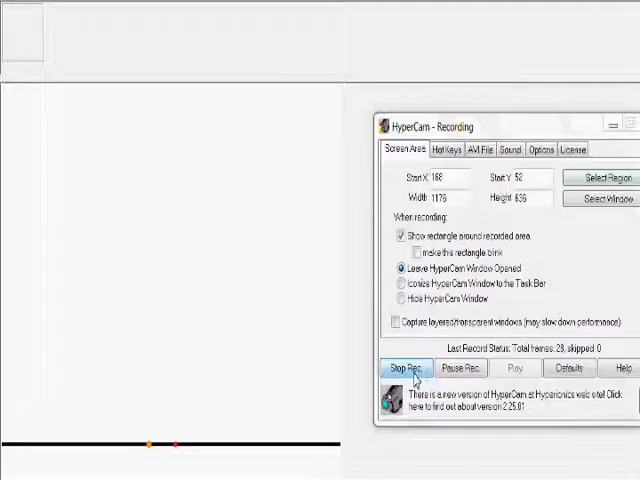 HyperCam - Recording
Screen Area Hot Keys AVI File Sound Options License
Start X 168 Start Y 52 Select Region
Width 1176 Height 636 Select Window
When recording:
Show rectangle around recorded area
make this rectangle blink
Leave HyperCam Window Opened
Iconize HyperCam Window to the Task Bar
Hide HyperCam Window
Capture layered/transparent windows (may slow down performance)
Last Record Status: Total frames: 28, skipped: 0
Stop Rec. Pause Rec. Play Defaults Help
There is a new version of HyperCam at Hyperionics web site! Click
here to find out about version 2.25.01